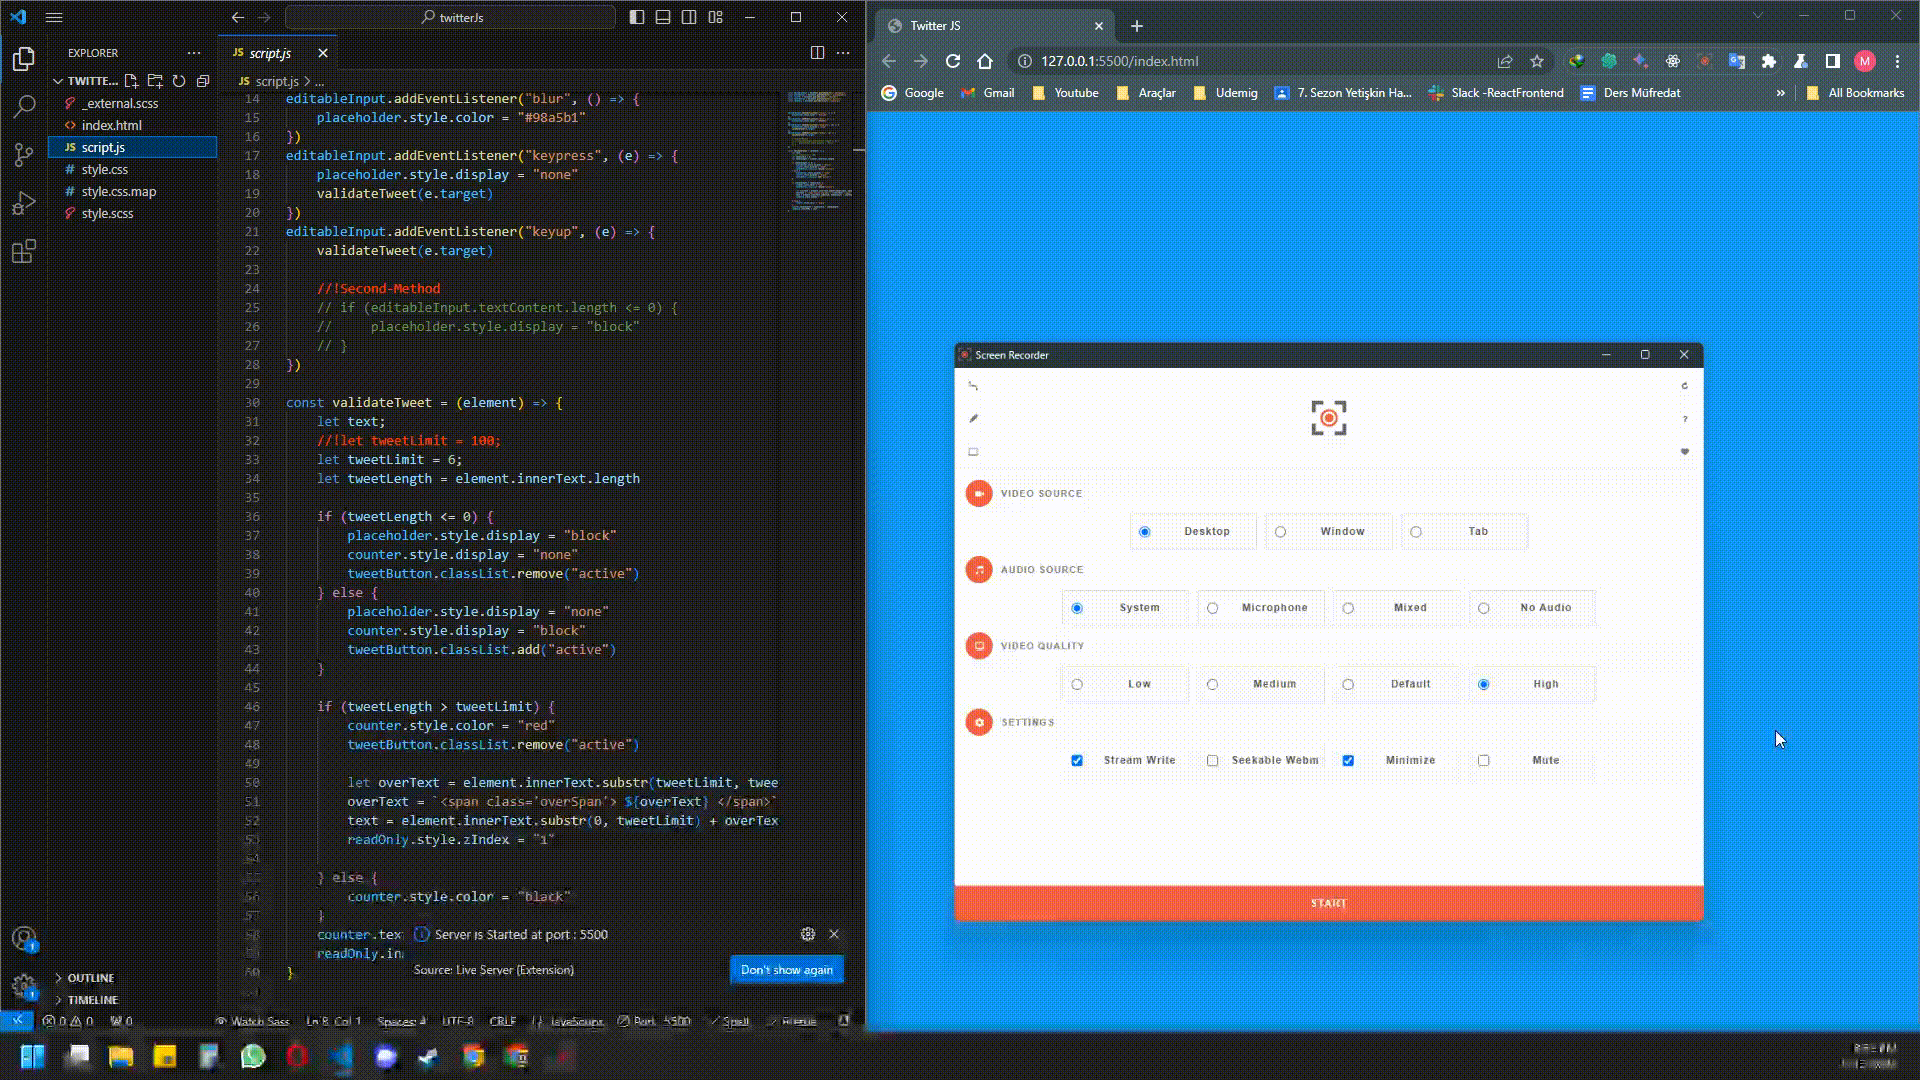 twitterJs
EXPLORER
TWITTE...
_external.scss
index.html
JS script.js
# style.css
# style.css.map
style.scss
OUTLINE
TIMELINE
JS script.js
JS script.js > ...
14 editableInput.addEventListener("blur", () => {
15 placeholder.style.color = "#98a5b1"
16 })
17 editableInput.addEventListener("keypress", (e) => {
18 placeholder.style.display = "none"
19 validateTweet(e.target)
20 })
21 editableInput.addEventListener("keyup", (e) => {
22 validateTweet(e.target)
23
24 //!Second-Method
25 // if (editableInput.textContent.length <= 0) {
26 // placeholder.style.display = "block"
27 // }
28 })
29
30 const validateTweet = (element) => {
31 let text;
32 //!let tweetLimit = 100;
33 let tweetLimit = 6;
34 let tweetLength = element.innerText.length
35
36 if (tweetLength <= 0) {
37 placeholder.style.display = "block"
38 counter.style.display = "none"
39 tweetButton.classList.remove("active")
40 } else {
41 placeholder.style.display = "none"
42 counter.style.display = "block"
43 tweetButton.classList.add("active")
44 }
45
46 if (tweetLength > tweetLimit) {
47 counter.style.color = "red"
48 tweetButton.classList.remove("active")
49
50 let overText = element.innerText.substr(tweetLimit, twee
51 overText = `<span class='overSpan'> ${overText} </span>`
52 text = element.innerText.substr(0, tweetLimit) + overTex
53 readOnly.style.zIndex = "1"
54
} else {
56 counter.style.color = "black"
}
58 counter.tex
readOnly.in
60 }
Server is Started at port : 5500
Source: Live Server (Extension)
Don't show again
0 0 0 Watch Sass Ln 8, Col 1 Spaces: 4 UTF-8 CRLF JavaScript Port : 5500 Spell
Twitter JS
127.0.0.1:5500/index.html
M
Google Gmail Youtube Araçlar Udemig 7. Sezon Yetişkin Ha... Slack -ReactFrontend Ders Müfredat » All Bookmarks
Screen Recorder
?
VIDEO SOURCE
Desktop Window Tab
AUDIO SOURCE
System Microphone Mixed No Audio
VIDEO QUALITY
Low Medium Default High
SETTINGS
Stream Write Seekable Webm Minimize Mute
START